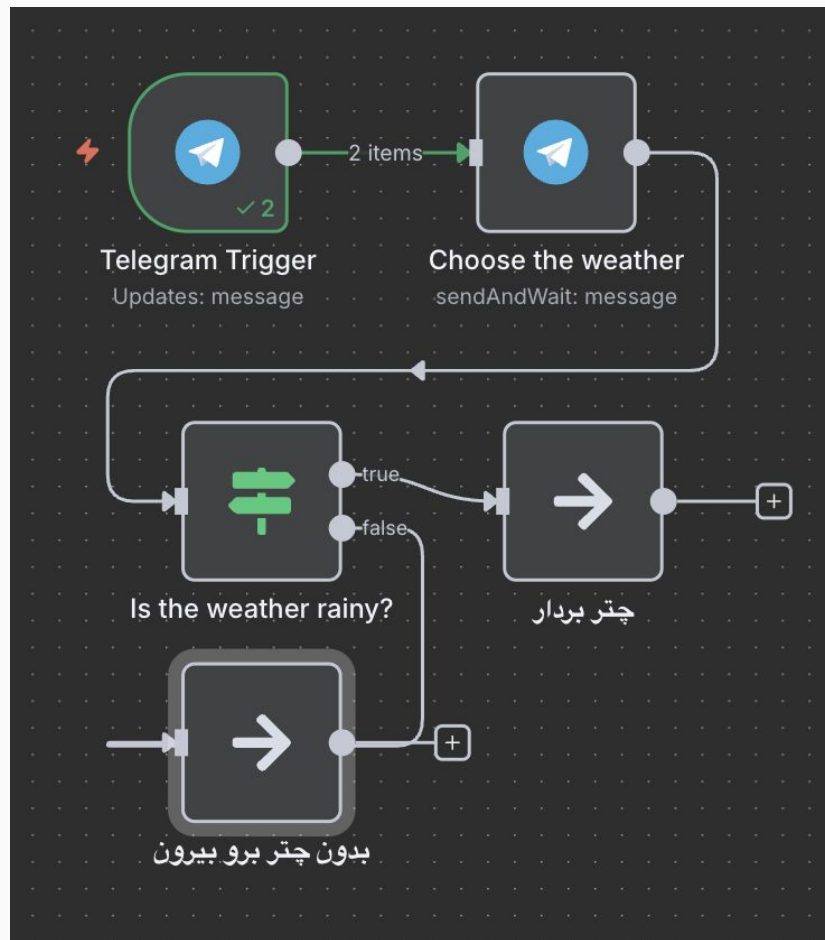 2 items
2
Telegram Trigger
Updates: message
Choose the weather
sendAndWait: message
true
false
Is the weather rainy?
چتر بردار
بدون چتر برو بیرون